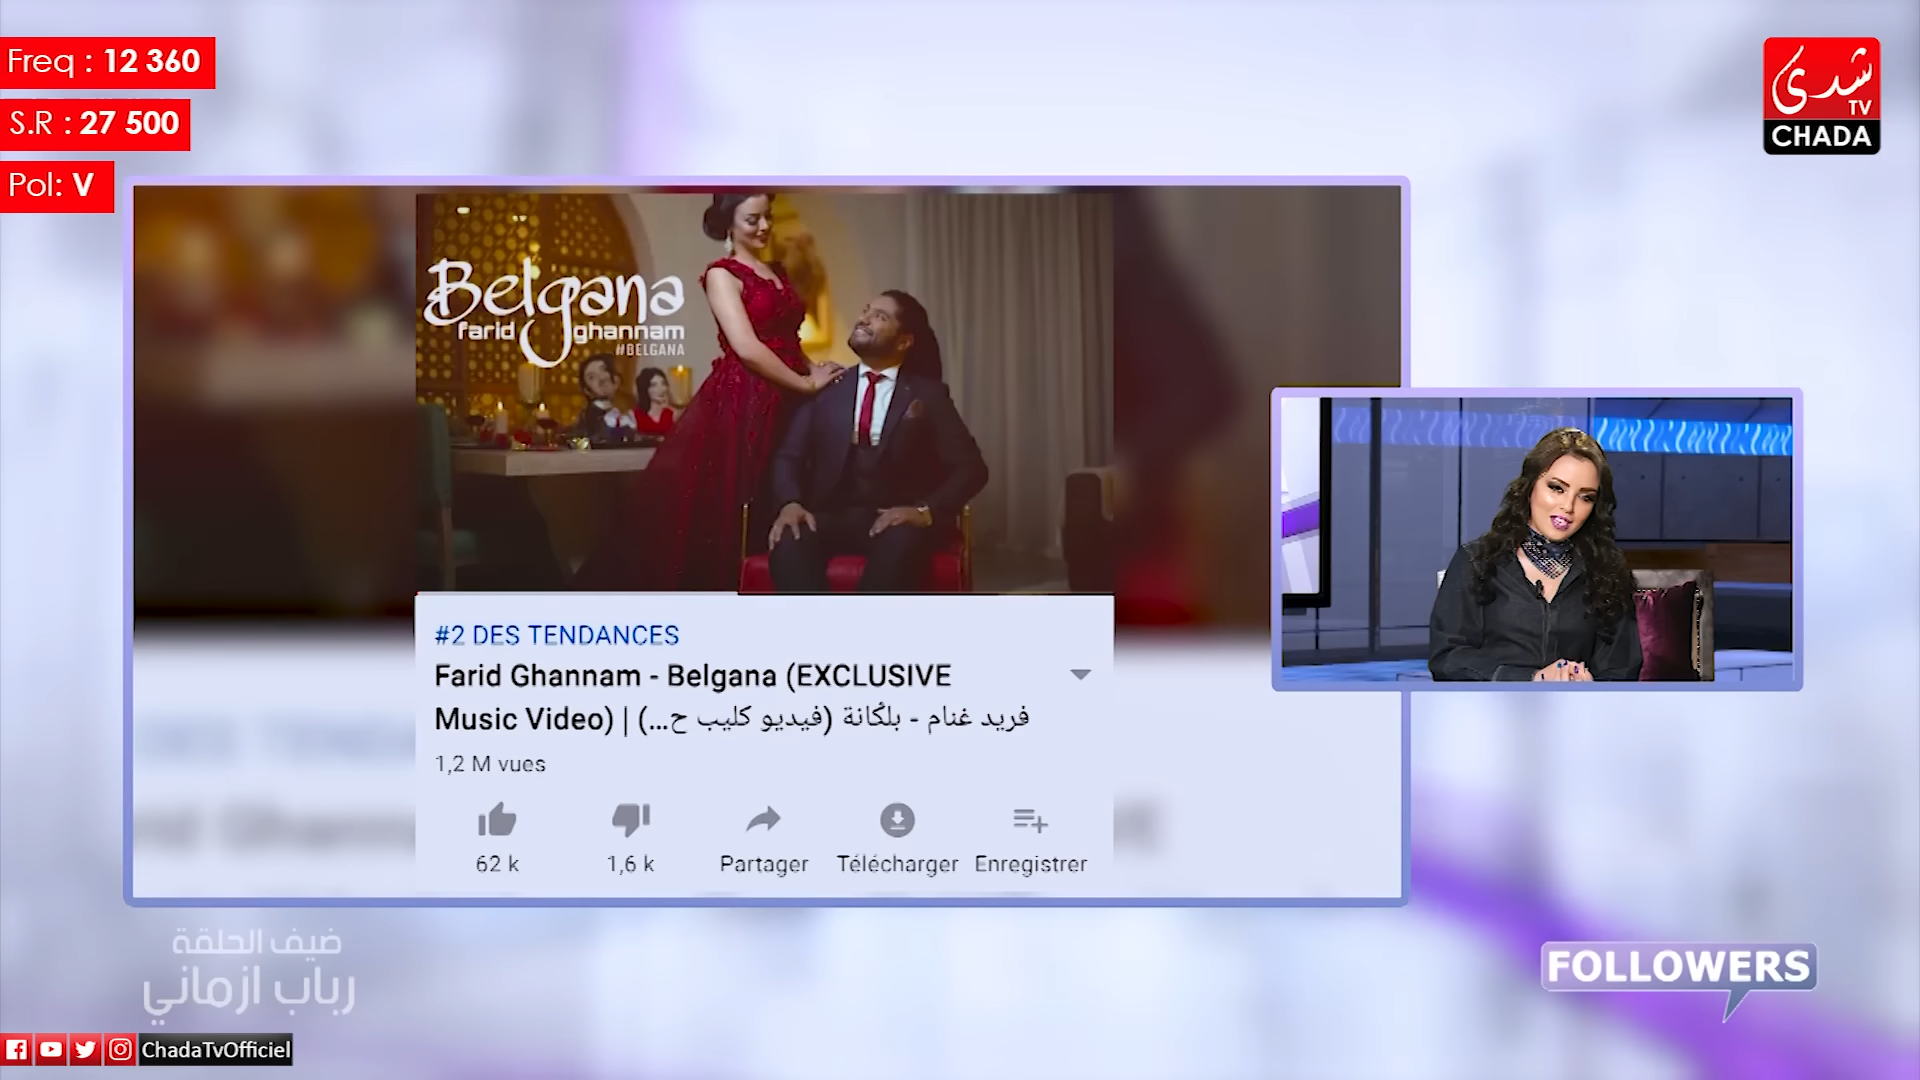 Freq : 12 360
S.R : 27 500
Pol: V
شدى
TV
CHADA
Belgana
farid ghannam
#BELGANA
#2 DES TENDANCES
Farid Ghannam - Belgana (EXCLUSIVE
Music Video) | (...فريد غنام - بلڭانة (فيديو كليب ح
1,2 M vues
62 k
1,6 k
Partager
Télécharger
Enregistrer
ضيف الحلقة
رباب ازماني
FOLLOWERS
ChadaTvOfficiel